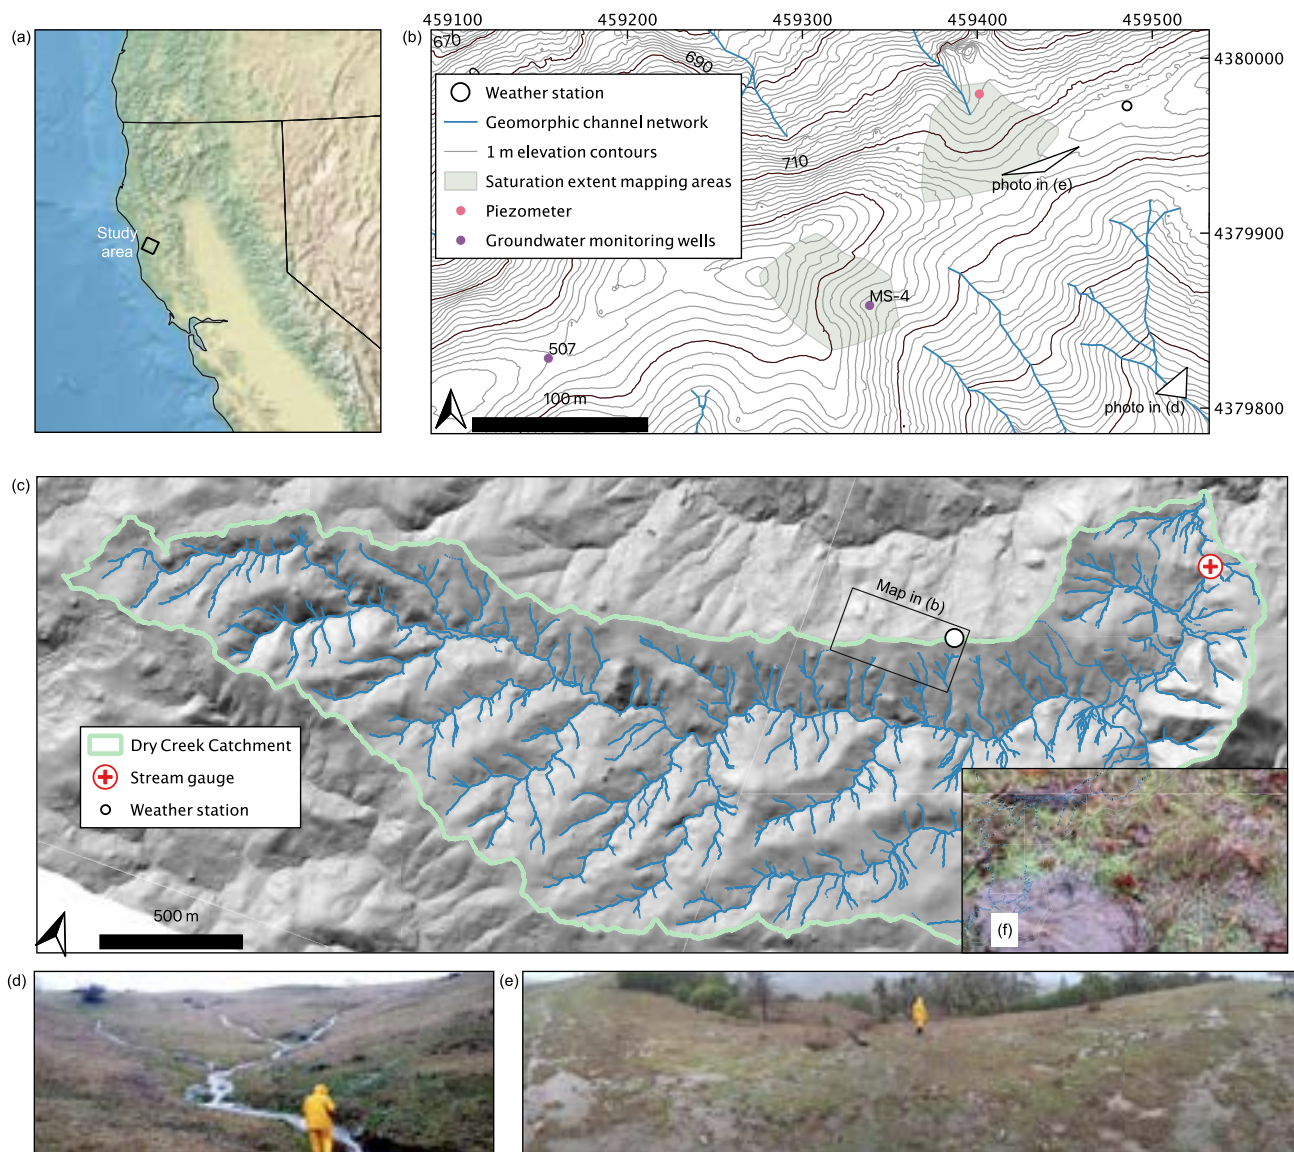 (a)
Study
area
(b)
459100
459200
459300
459400
459500
670
690
710
4380000
4379900
4379800
Weather station
Geomorphic channel network
1 m elevation contours
Saturation extent mapping areas
Piezometer
Groundwater monitoring wells
photo in (e)
MS-4
507
100 m
photo in (d)
(c)
Map in (b)
Dry Creek Catchment
Stream gauge
Weather station
500 m
(f)
(d)
(e)